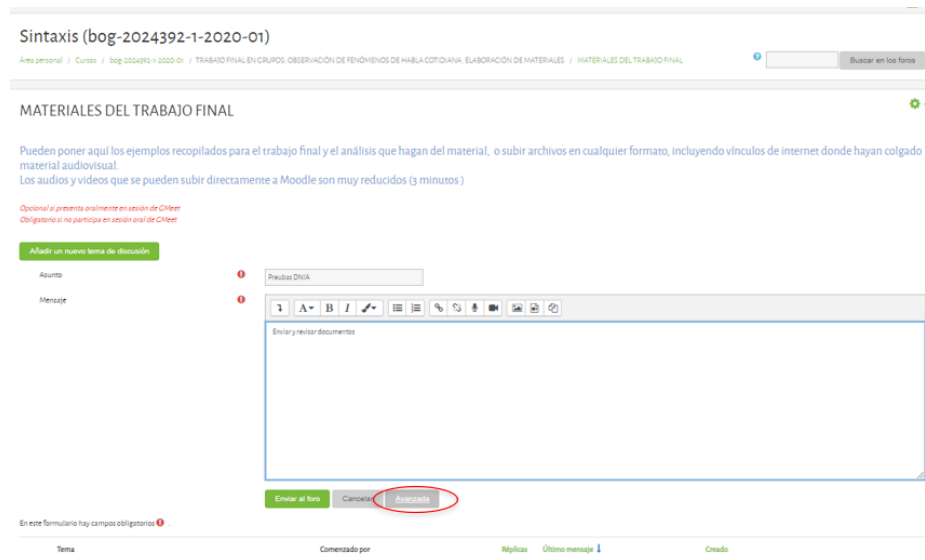 Sintaxis (bog-2024392-1-2020-01)
Área personal / Cursos / bog-2024392-1-2020-01 / TRABAJO FINAL EN GRUPOS: OBSERVACIÓN DE FENÓMENOS DE HABLA COTIDIANA. ELABORACIÓN DE MATERIALES / MATERIALES DEL TRABAJO FINAL
Buscar en los foros
MATERIALES DEL TRABAJO FINAL
Pueden poner aquí los ejemplos recopilados para el trabajo final y el análisis que hagan del material, o subir archivos en cualquier formato, incluyendo vínculos de internet donde hayan colgado
material audiovisual.
Los audios y videos que se pueden subir directamente a Moodle son muy reducidos (3 minutos )
Opcional si presenta oralmente en sesión de GMeet
Obligatorio si no participa en sesión oral de GMeet
Añadir un nuevo tema de discusión
Asunto
Preubas DNIA
Mensaje
Enviar y revisar documentos
Enviar al foro Cancelar Avanzada
En este formulario hay campos obligatorios .
Tema Comenzado por Réplicas Último mensaje Creado